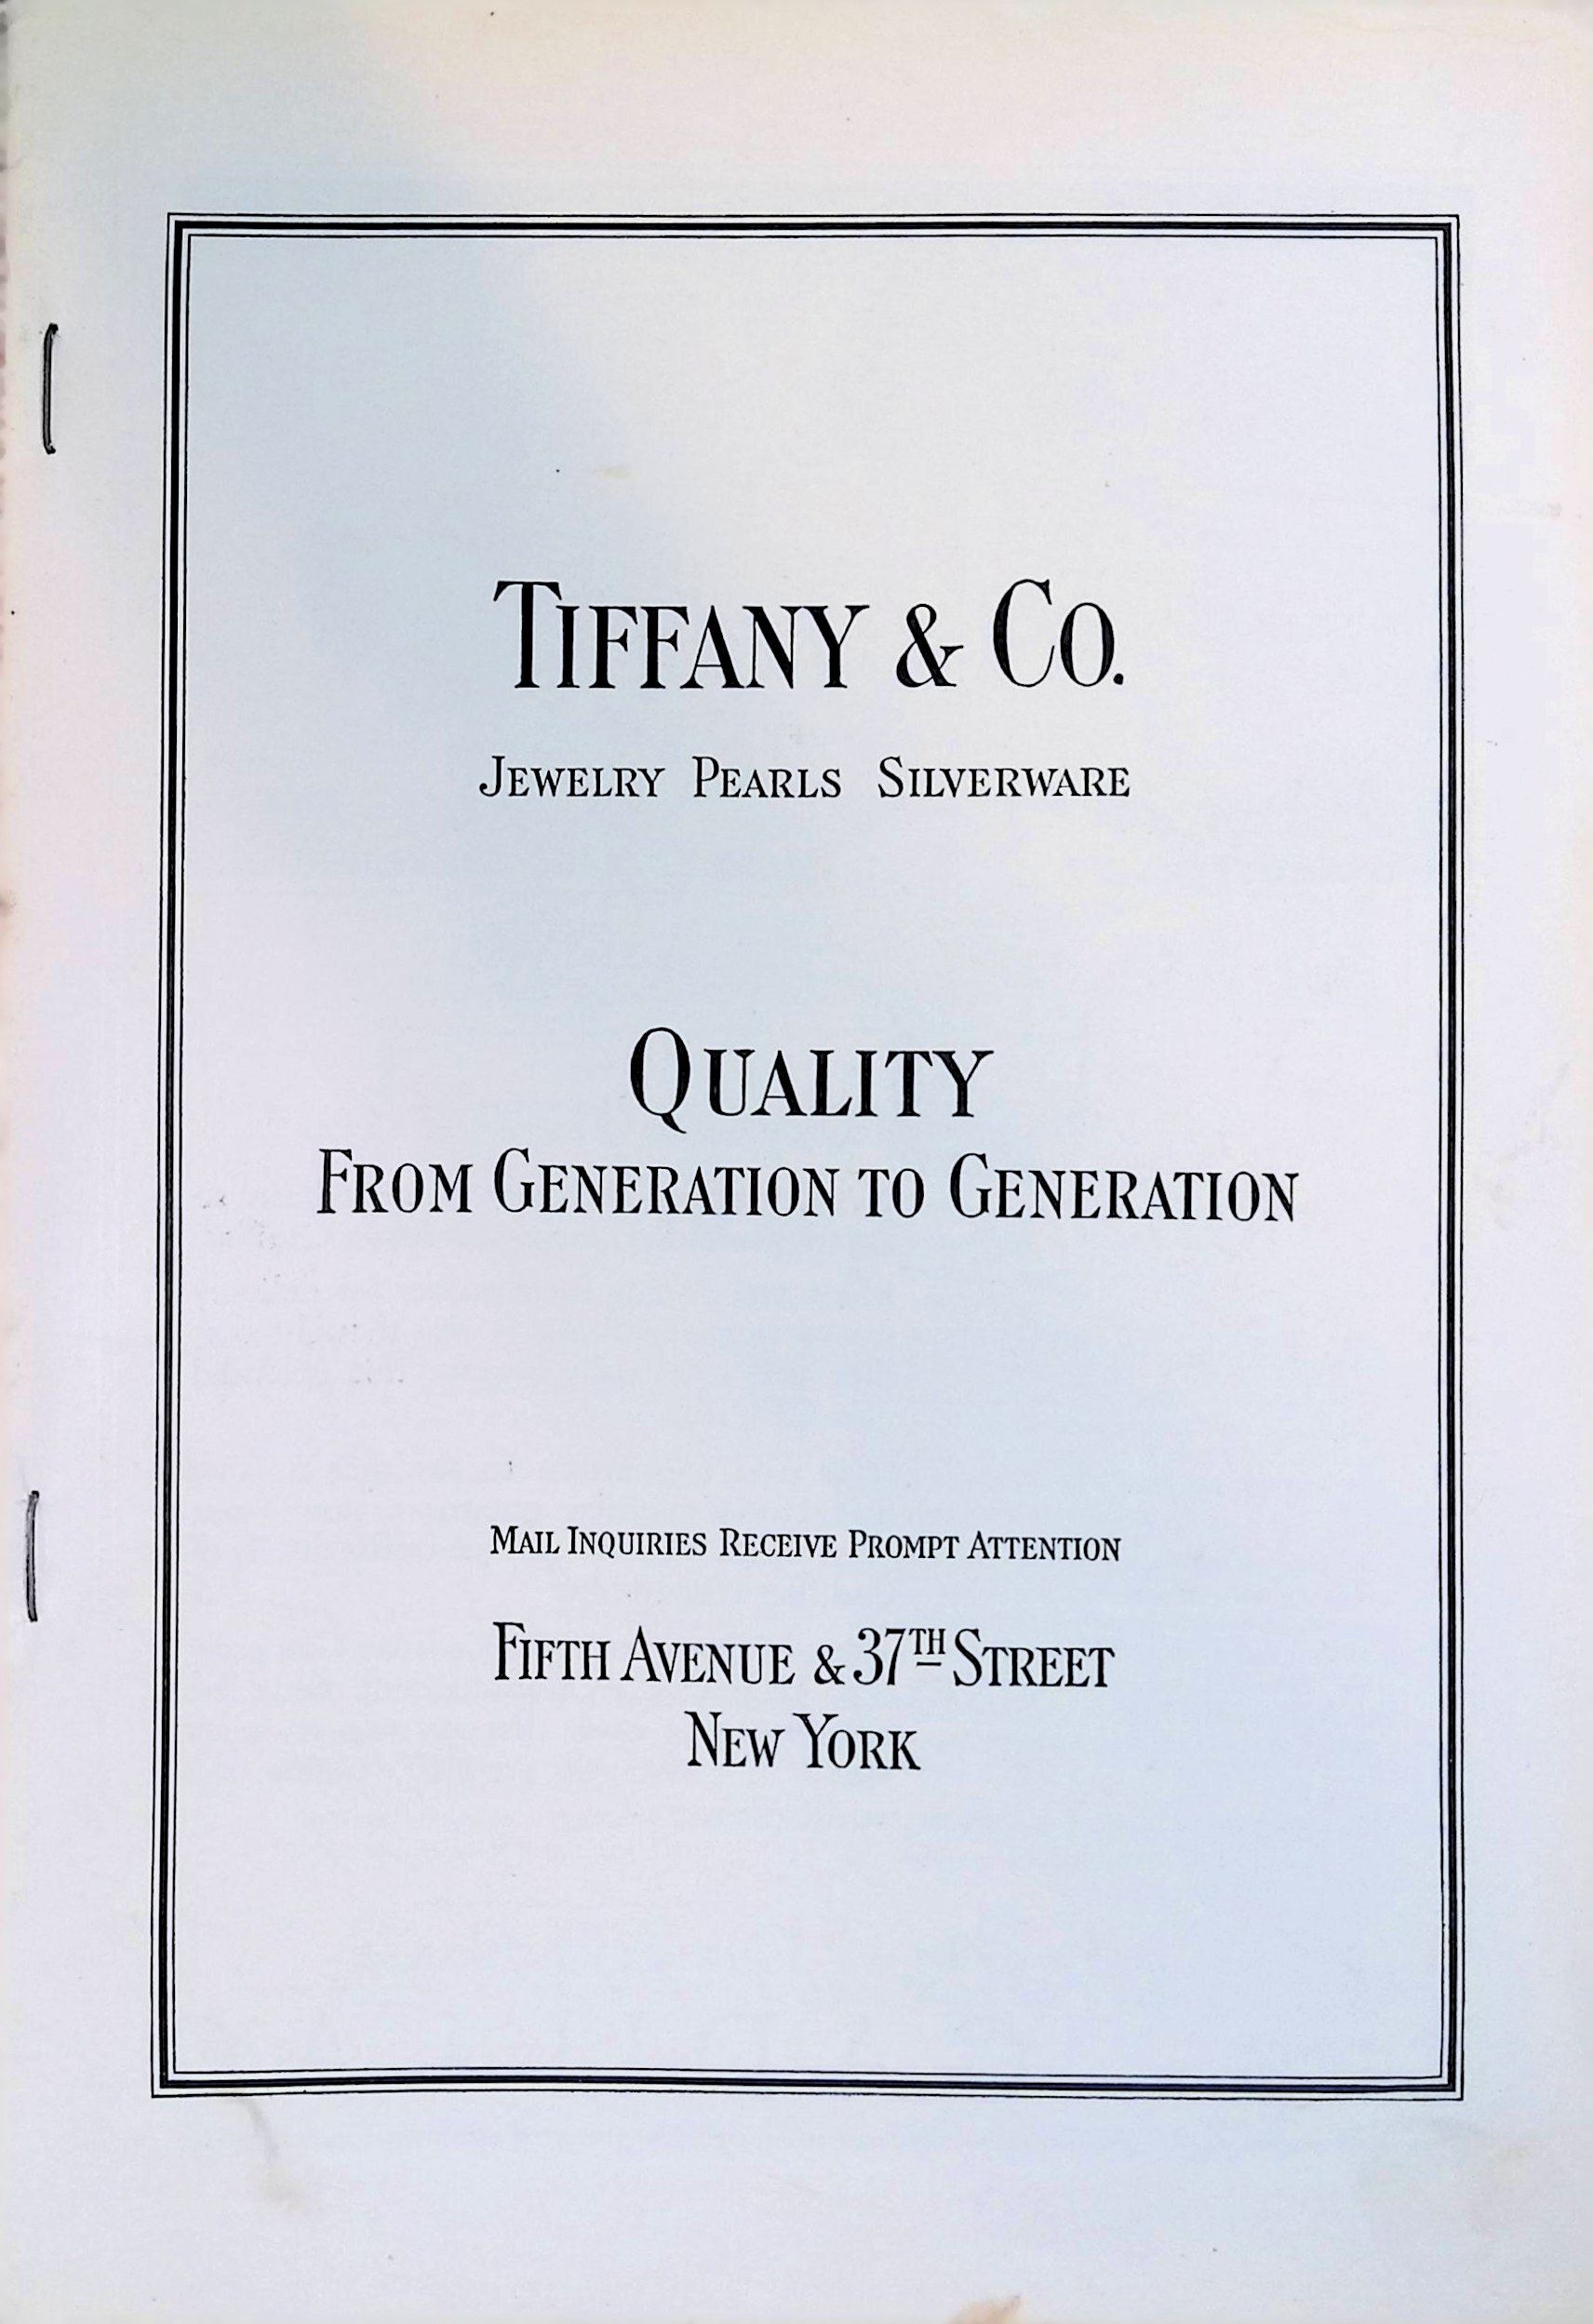 TIFFANY & CO.
JEWELRY PEARLS SILVERWARE
QUALITY
FROM GENERATION TO GENERATION
MAIL INQUIRIES RECEIVE PROMPT ATTENTION
FIFTH AVENUE & 37TH STREET
NEW YORK